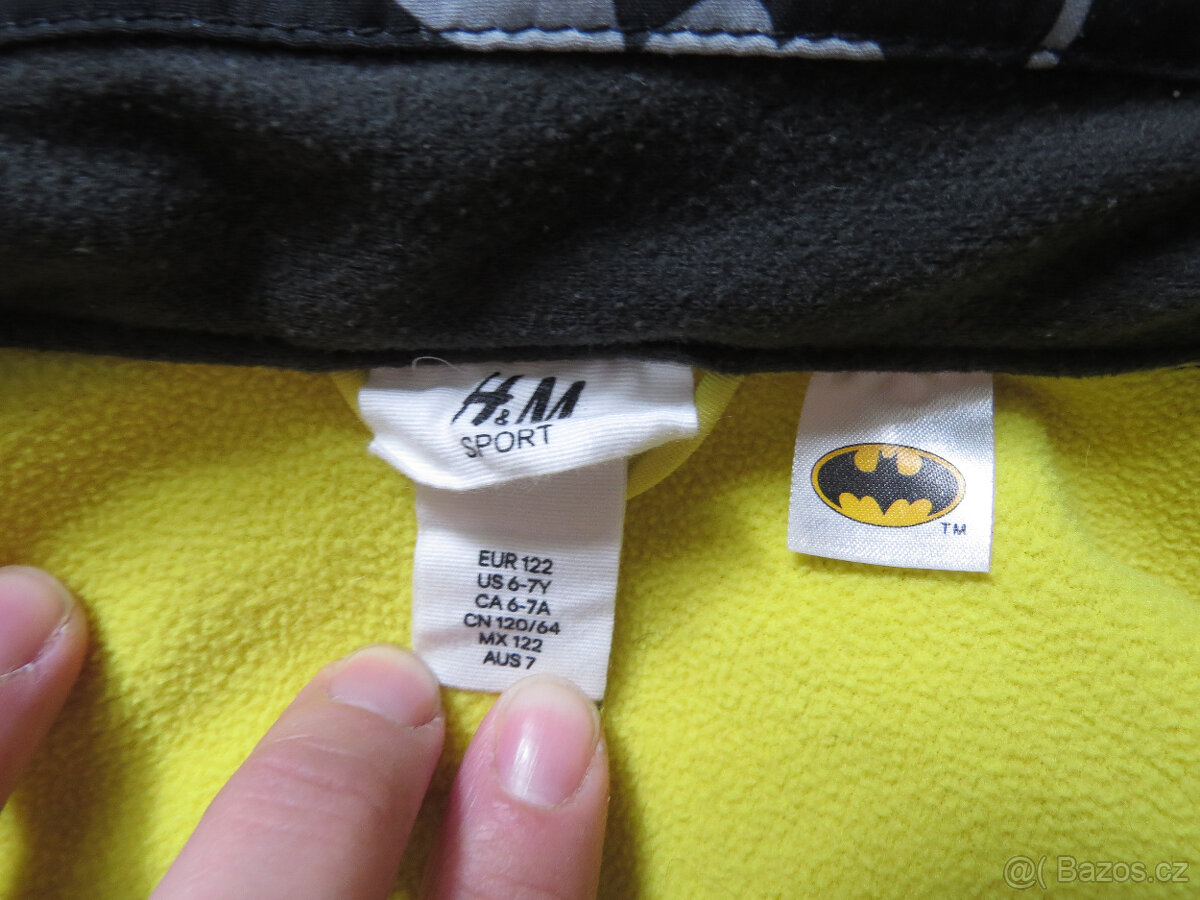 H&M
SPORT
EUR 122
US 6-7Y
CA 6-7A
CN 120/64
MX 122
AUS 7
TM
@( Bazos.cz